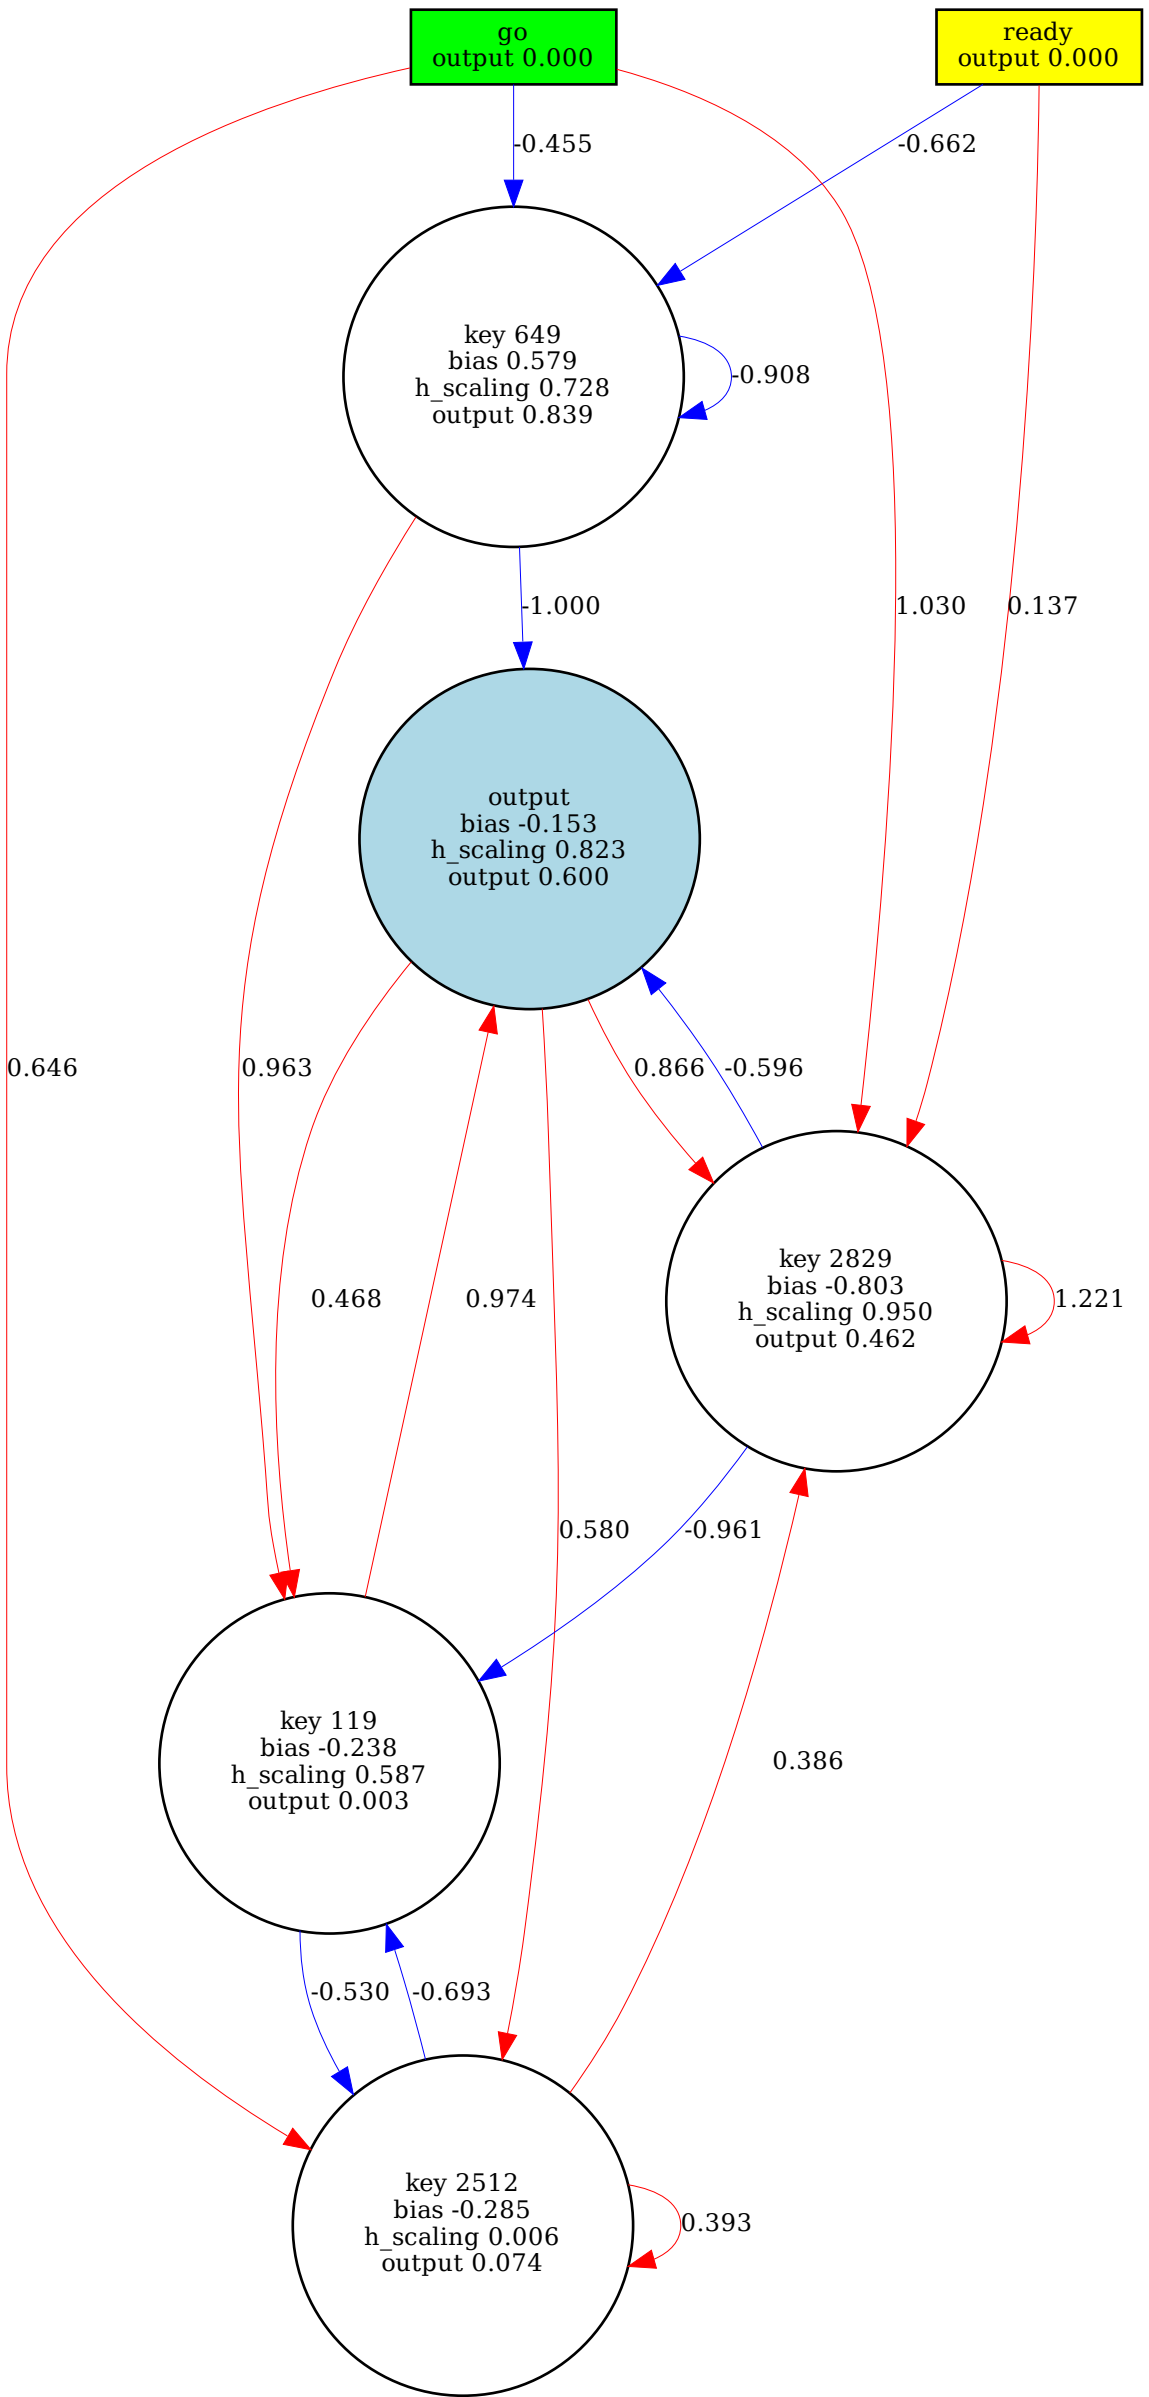 go
output 0.000
ready
output 0.000
-0.455
-0.662
key 649
bias 0.579
h_scaling 0.728
output 0.839
-0.908
-1.000
1.030
0.137
output
bias -0.153
h_scaling 0.823
output 0.600
0.646
0.963
0.866
-0.596
key 2829
bias -0.803
h_scaling 0.950
output 0.462
0.468
0.974
1.221
0.580
-0.961
key 119
bias -0.238
h_scaling 0.587
output 0.003
0.386
-0.530
-0.693
key 2512
bias -0.285
h_scaling 0.006
output 0.074
0.393